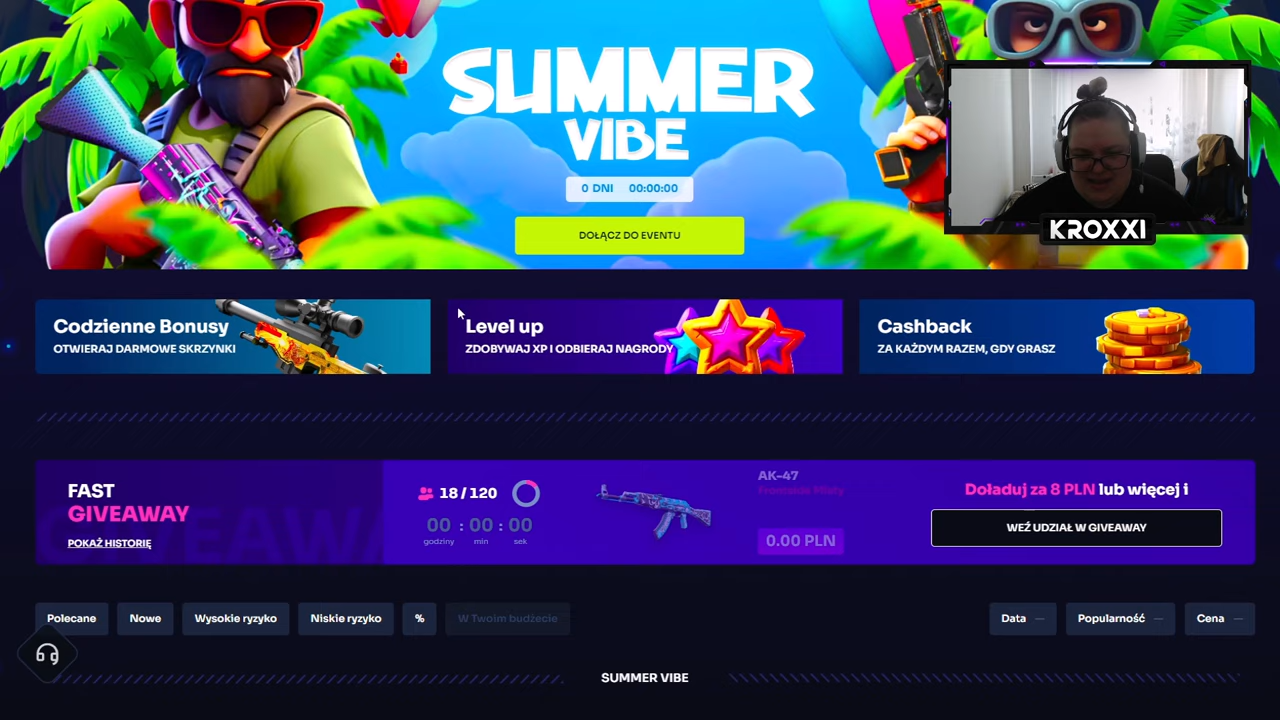 SUMMER
VIBE
0 DNI 00:00:00
DOŁĄCZ DO EVENTU
KROXXI
Codzienne Bonusy
OTWIERAJ DARMOWE SKRZYNKI
Level up
ZDOBYWAJ XP I ODBIERAJ NAGRODY
Cashback
ZA KAŻDYM RAZEM, GDY GRASZ
FAST
GIVEAWAY
POKAŻ HISTORIĘ
18 / 120
00 : 00 : 00
godziny min sek
AK-47
0.00 PLN
Doładuj za 8 PLN lub więcej i
WEŹ UDZIAŁ W GIVEAWAY
Polecane
Nowe
Wysokie ryzyko
Niskie ryzyko
%
W Twoim budżecie
Data
Popularność
Cena
SUMMER VIBE